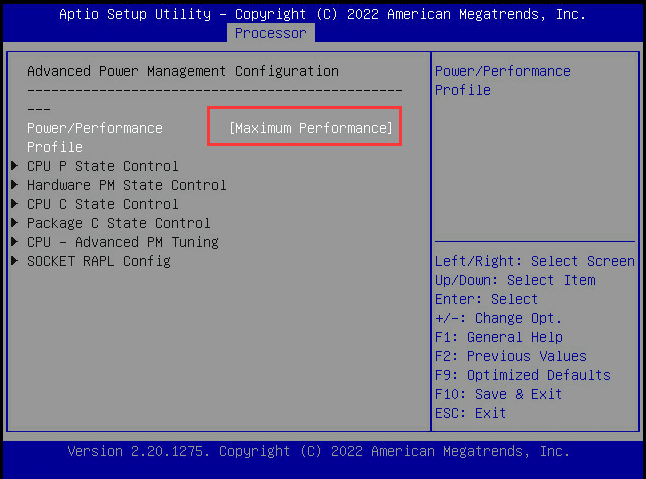 Aptio Setup Utility – Copyright (C) 2022 American Megatrends, Inc.
Processor
Advanced Power Management Configuration
-----------------------------------------------
---
Power/Performance [Maximum Performance]
Profile
CPU P State Control
Hardware PM State Control
CPU C State Control
Package C State Control
CPU – Advanced PM Tuning
SOCKET RAPL Config
Power/Performance
Profile
Left/Right: Select Screen
Up/Down: Select Item
Enter: Select
+/-: Change Opt.
F1: General Help
F2: Previous Values
F9: Optimized Defaults
F10: Save & Exit
ESC: Exit
Version 2.20.1275. Copyright (C) 2022 American Megatrends, Inc.